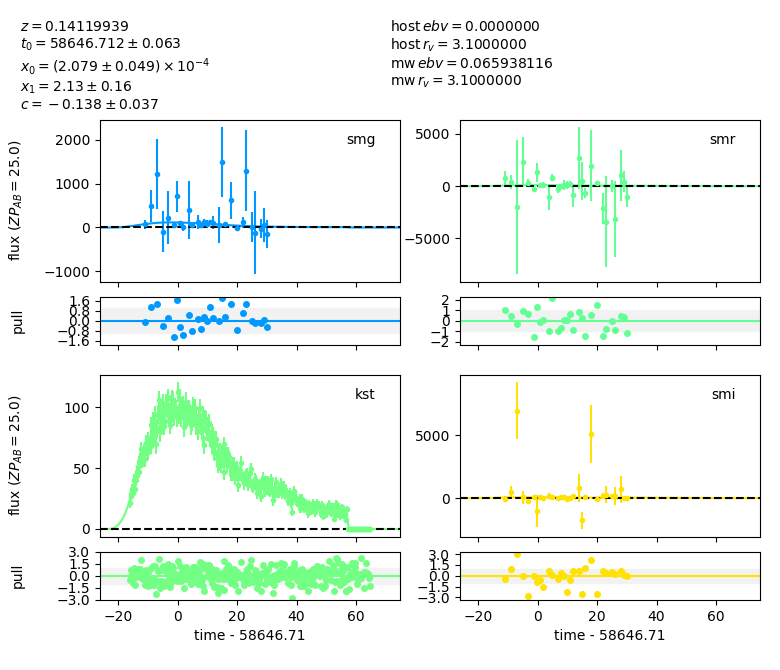 z = 0.14119939
t₀ = 58646.712 ± 0.063
x₀ = (2.079 ± 0.049) × 10⁻⁴
x₁ = 2.13 ± 0.16
c = −0.138 ± 0.037
host ebv = 0.0000000
host r_v = 3.1000000
mw ebv = 0.065938116
mw r_v = 3.1000000
flux (ZP_AB = 25.0)
2000
1000
0
−1000
smg
5000
0
−5000
smr
pull
1.6
0.8
0.0
−0.8
−1.6
2
1
0
−1
−2
flux (ZP_AB = 25.0)
100
50
0
kst
5000
0
smi
pull
3.0
1.5
0.0
−1.5
−3.0
3.0
1.5
0.0
−1.5
−3.0
−20 0 20 40 60
−20 0 20 40 60
time - 58646.71
time - 58646.71